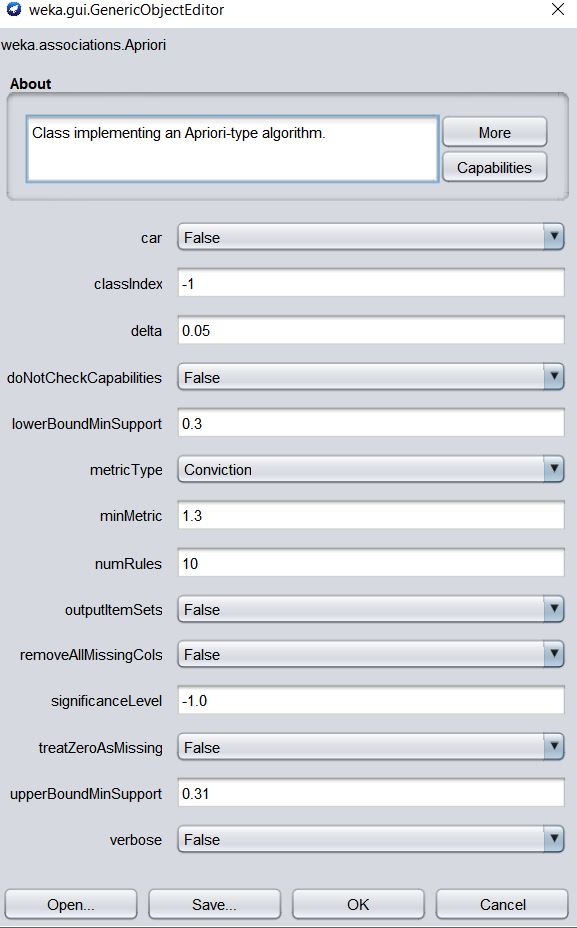 weka.gui.GenericObjectEditor
weka.associations.Apriori
About
Class implementing an Apriori-type algorithm.
More
Capabilities
car False
classIndex -1
delta 0.05
doNotCheckCapabilities False
lowerBoundMinSupport 0.3
metricType Conviction
minMetric 1.3
numRules 10
outputItemSets False
removeAllMissingCols False
significanceLevel -1.0
treatZeroAsMissing False
upperBoundMinSupport 0.31
verbose False
Open... Save... OK Cancel